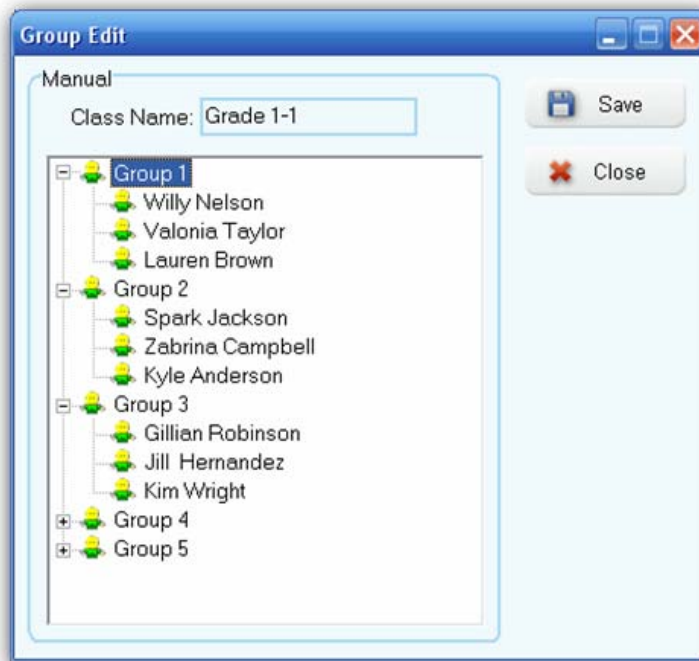 Group Edit
Manual
Class Name: Grade 1-1
Save
Close
Group 1
Willy Nelson
Valonia Taylor
Lauren Brown
Group 2
Spark Jackson
Zabrina Campbell
Kyle Anderson
Group 3
Gillian Robinson
Jill Hernandez
Kim Wright
Group 4
Group 5